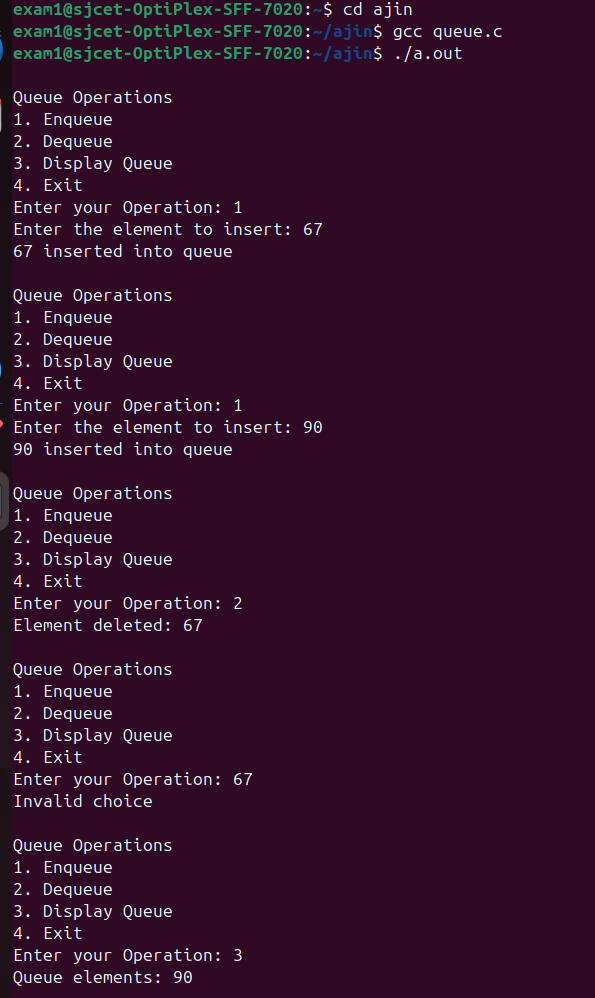 exam1@sjcet-OptiPlex-SFF-7020:~$ cd ajin
exam1@sjcet-OptiPlex-SFF-7020:~/ajin$ gcc queue.c
exam1@sjcet-OptiPlex-SFF-7020:~/ajin$ ./a.out
Queue Operations
1. Enqueue
2. Dequeue
3. Display Queue
4. Exit
Enter your Operation: 1
Enter the element to insert: 67
67 inserted into queue
Queue Operations
1. Enqueue
2. Dequeue
3. Display Queue
4. Exit
Enter your Operation: 1
Enter the element to insert: 90
90 inserted into queue
Queue Operations
1. Enqueue
2. Dequeue
3. Display Queue
4. Exit
Enter your Operation: 2
Element deleted: 67
Queue Operations
1. Enqueue
2. Dequeue
3. Display Queue
4. Exit
Enter your Operation: 67
Invalid choice
Queue Operations
1. Enqueue
2. Dequeue
3. Display Queue
4. Exit
Enter your Operation: 3
Queue elements: 90